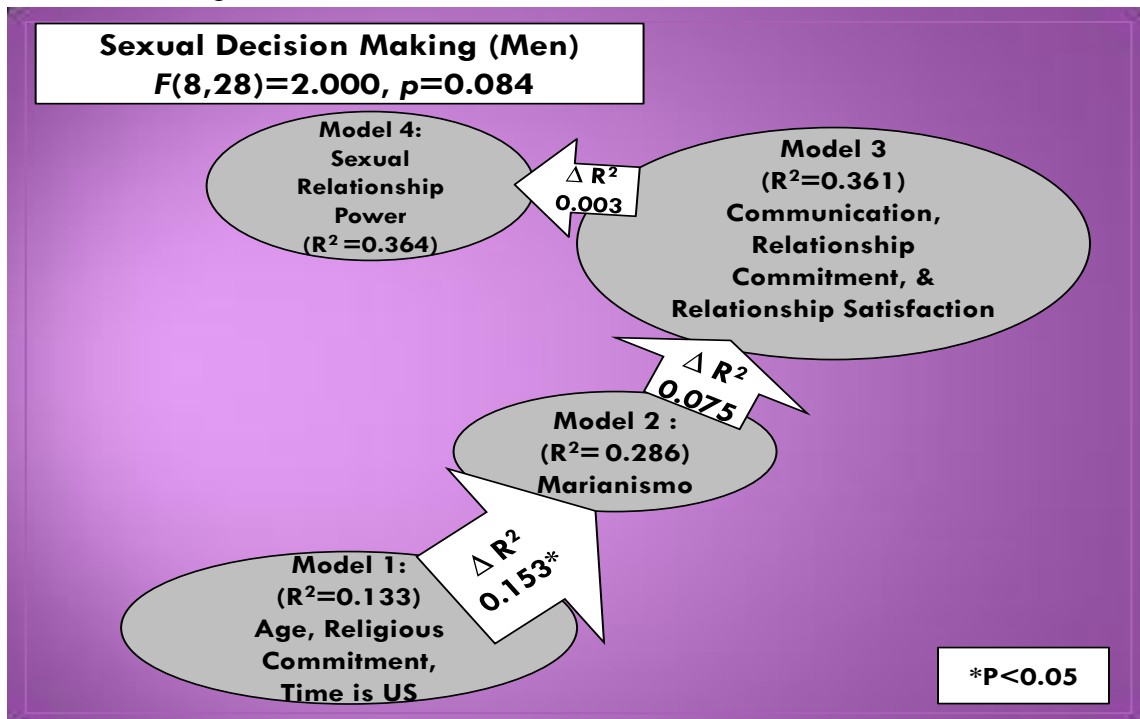 Sexual Decision Making (Men)
F(8,28)=2.000, p=0.084
Model 4:
Sexual
Relationship
Power
(R²=0.364)
Δ R²
0.003
Model 3
(R²=0.361)
Communication,
Relationship
Commitment, &
Relationship Satisfaction
Δ R²
0.075
Model 2 :
(R²= 0.286)
Marianismo
Δ R²
0.153*
Model 1:
(R²=0.133)
Age, Religious
Commitment,
Time is US
*P<0.05